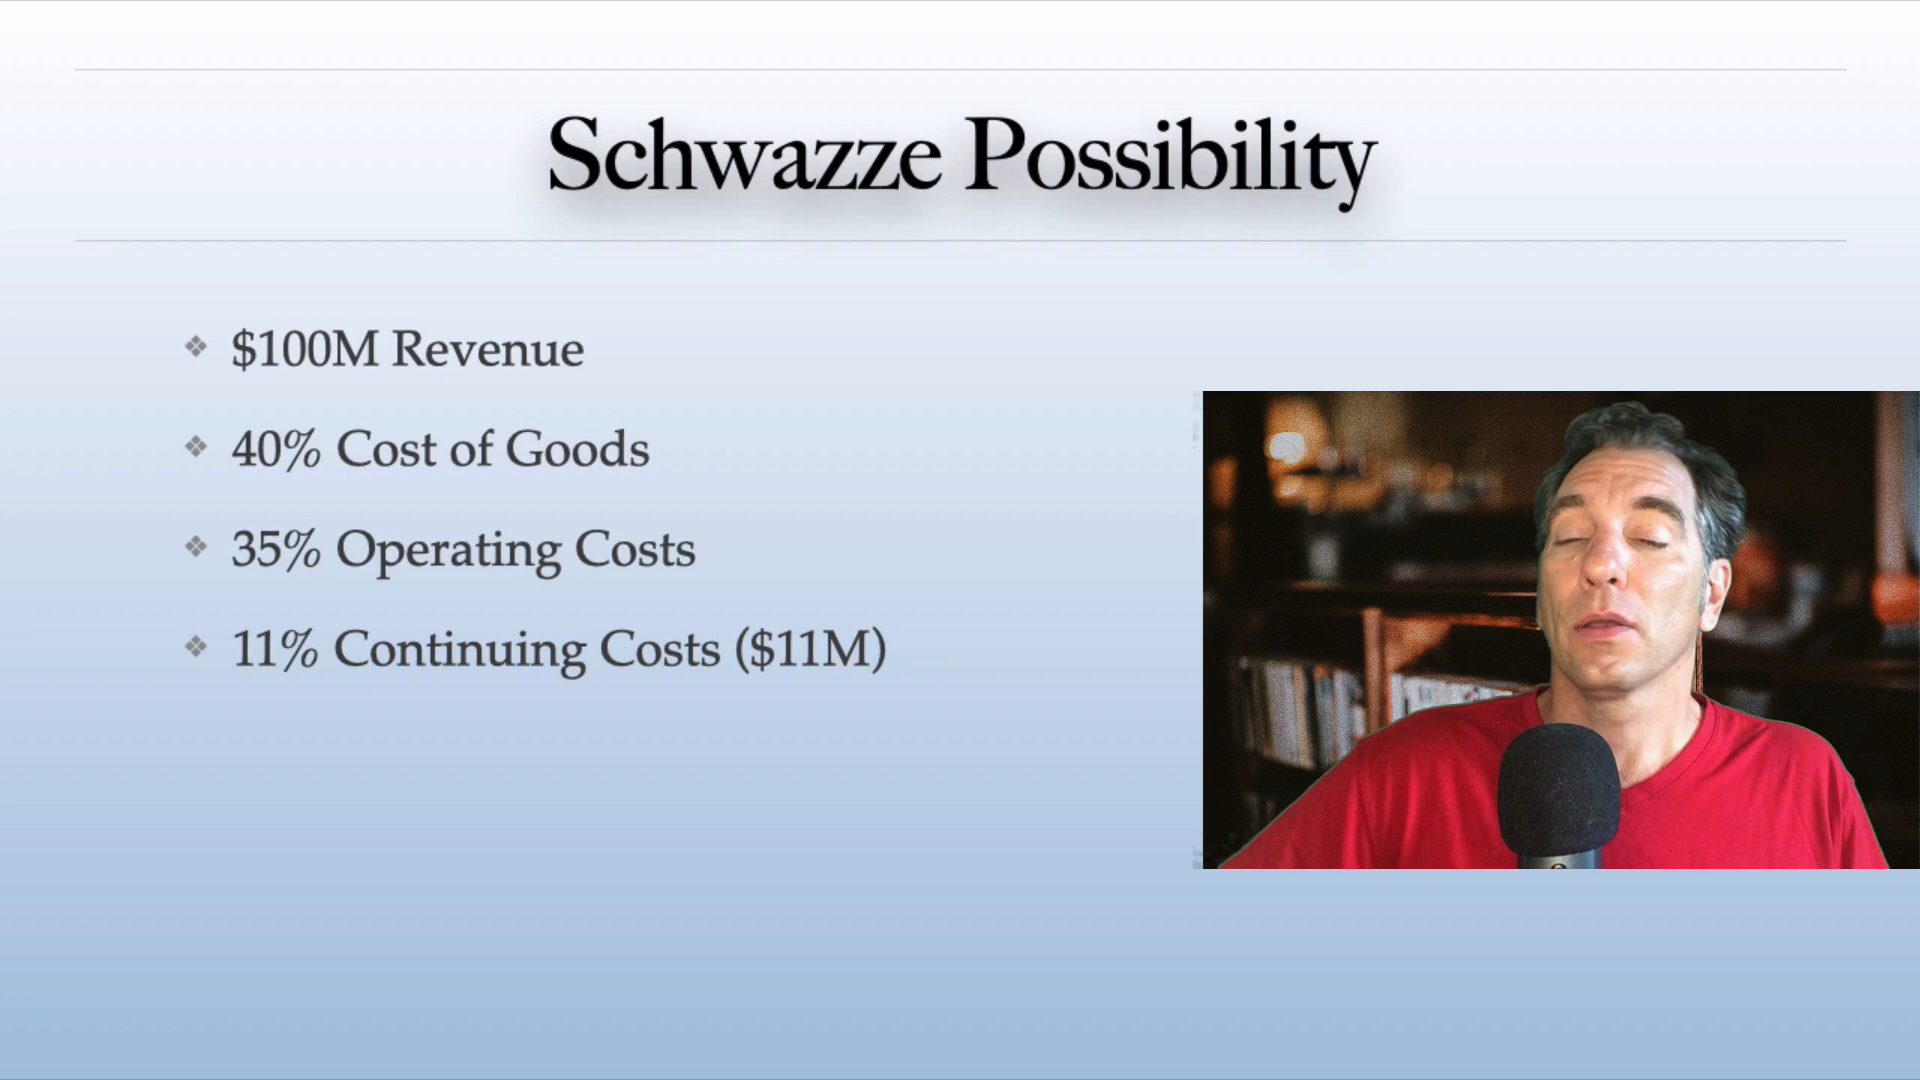 Schwazze Possibility
$100M Revenue
40% Cost of Goods
35% Operating Costs
11% Continuing Costs ($11M)